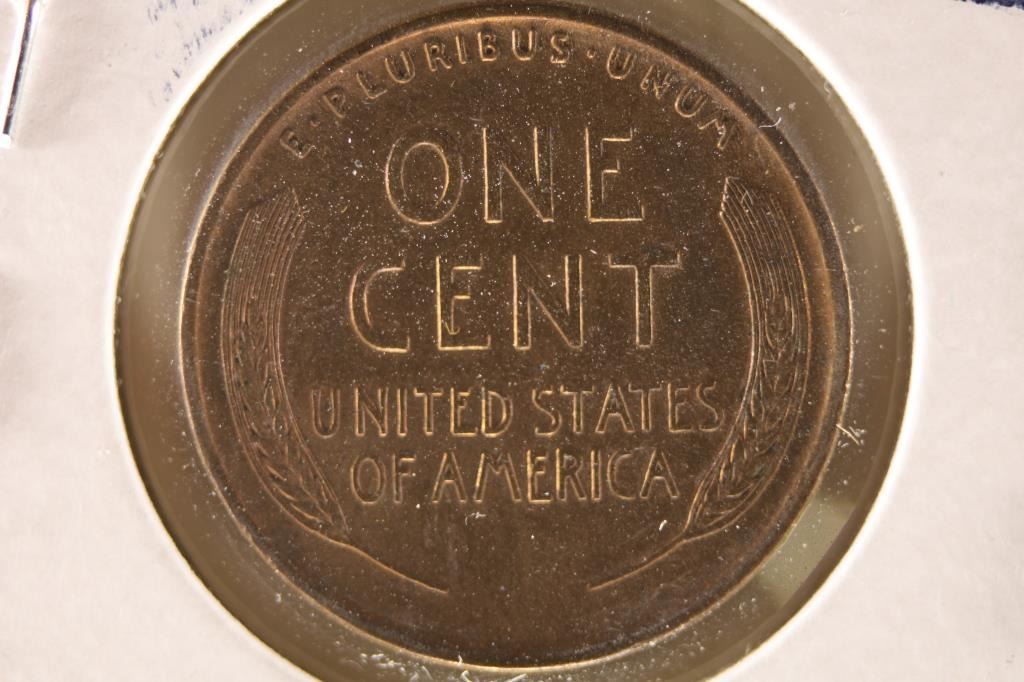 E · PLURIBUS · UNUM
ONE
CENT
UNITED STATES
OF AMERICA